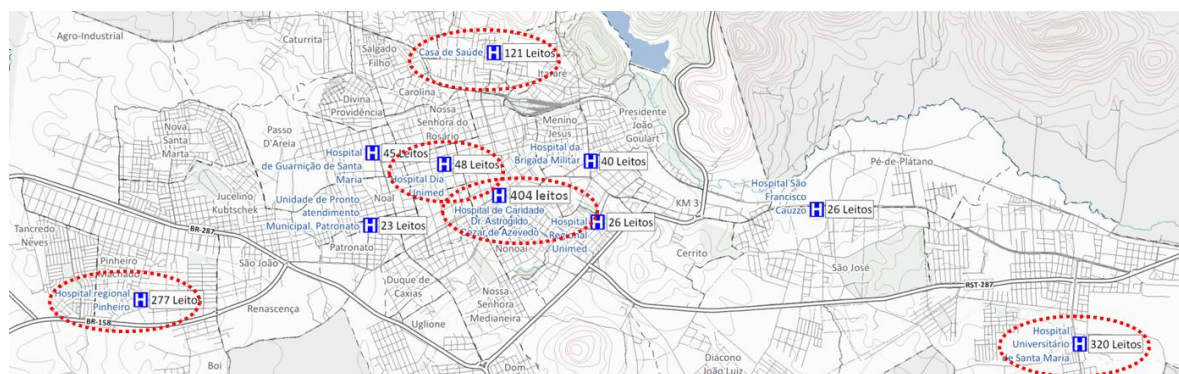 Agro-Industrial
Caturrita
Salgado
Filho
Casa de Saúde
H
121 Leitos
Itararé
Carolina
Divina
Providência
Nossa
Senhora do
Rosário
Menino
Jesus
Presidente
João
Goulart
Nova
Santa
Marta
Passo
D'Areia
Hospital
de Guarnição de Santa
Maria
H
45 Leitos
H
48 Leitos
Hospital Dia
Unimed
Hospital da
Brigada Militar
H
40 Leitos
Pé-de-Plátano
Jucelino
Kubtschek
Unidade de Pronto
atendimento
Municipal. Patronato
H
23 Leitos
Noal
H
404 leitos
Hospital de Caridade
Dr. Astrogildo
Cezar de Azevedo
Hospital
Regional
Unimed
H
26 Leitos
KM 3
Hospital São
Francisco
Cauzzo
H
26 Leitos
Tancredo
Neves
BR-287
Patronato
Nonoai
Cerrito
São José
Pinheiro
Machado
São João
Duque de
Caxias
Nossa
Senhora
Medianeira
RST-287
Hospital regional
Pinheiro
H
277 Leitos
Renascença
BR-158
Uglione
Hospital
Universitário
de Santa Maria
H
320 Leitos
Boi
Dom
Diácono
João Luiz